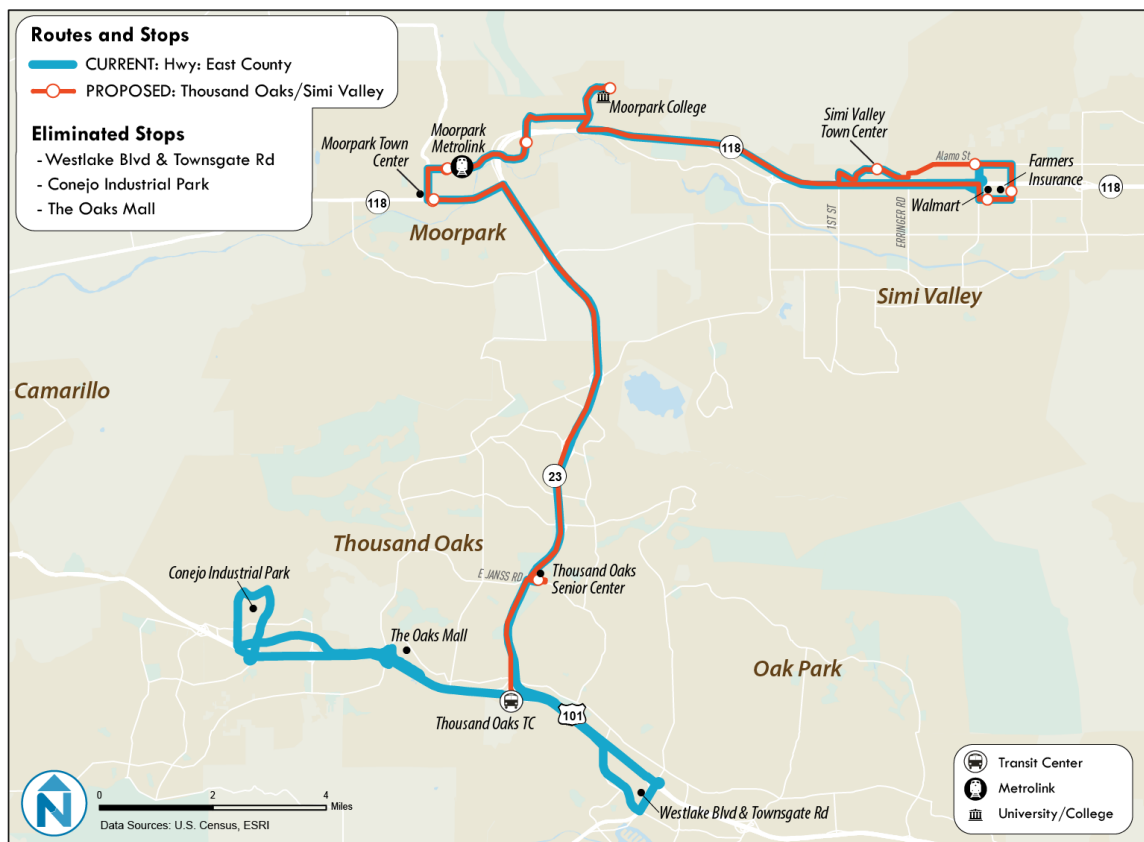 Routes and Stops
CURRENT: Hwy: East County
PROPOSED: Thousand Oaks/Simi Valley
Eliminated Stops
- Westlake Blvd & Townsgate Rd
- Conejo Industrial Park
- The Oaks Mall
Moorpark College
Moorpark
Metrolink
Moorpark Town
Center
118
Simi Valley
Town Center
Alamo St
Farmers
Insurance
Walmart
118
118
1ST ST
ERRINGER RD
Moorpark
Simi Valley
Camarillo
23
Thousand Oaks
E JANSS RD
Thousand Oaks
Senior Center
Conejo Industrial Park
The Oaks Mall
Oak Park
Thousand Oaks TC
101
Westlake Blvd & Townsgate Rd
N
0 2 4
Miles
Data Sources: U.S. Census, ESRI
Transit Center
Metrolink
University/College